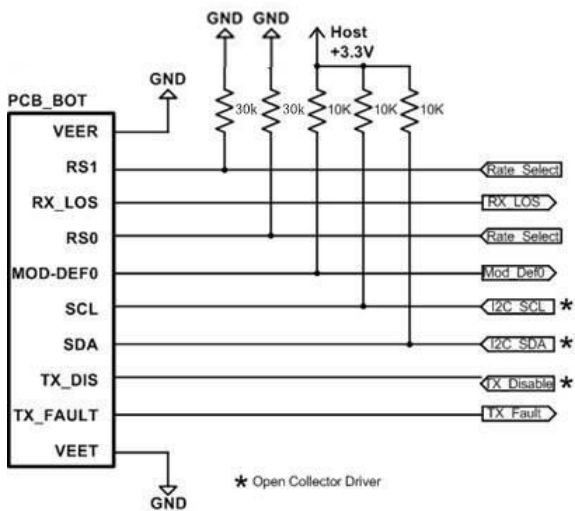 GND GND Host
+3.3V
GND
PCB_BOT
30k 30k 10K 10K 10K
VEER
RS1 Rate_Select
RX_LOS RX_LOS
RS0 Rate_Select
MOD-DEF0 Mod_Def0
SCL I2C_SCL *
SDA I2C_SDA *
TX_DIS TX_Disable *
TX_FAULT TX_Fault
VEET
* Open Collector Driver
GND